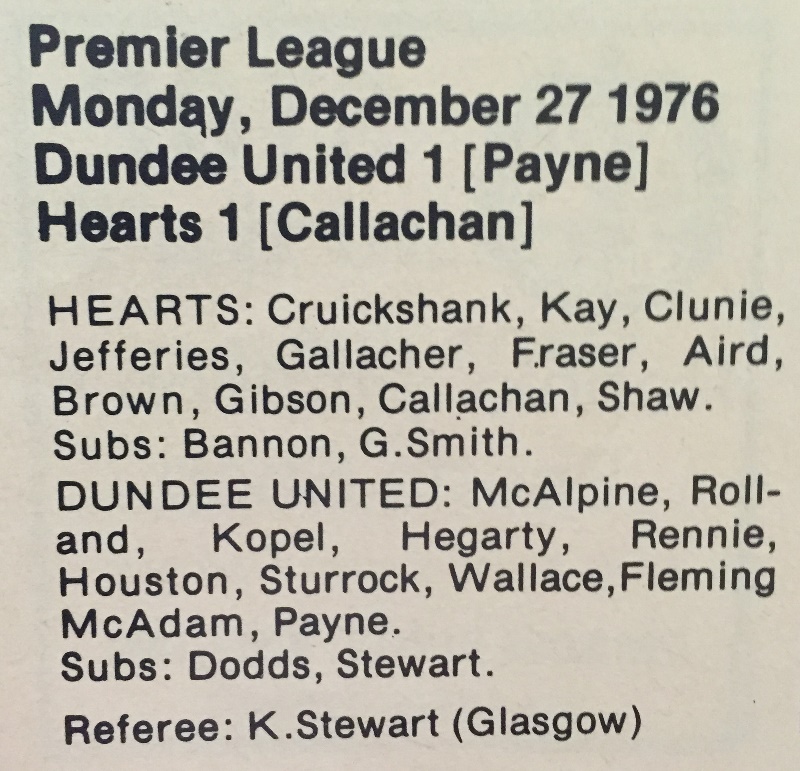 Premier League
Monday, December 27 1976
Dundee United 1 [Payne]
Hearts 1 [Callachan]
HEARTS: Cruickshank, Kay, Clunie,
Jefferies, Gallacher, F.raser, Aird,
Brown, Gibson, Callachan, Shaw.
Subs: Bannon, G.Smith.
DUNDEE UNITED: McAlpine, Roll-
and, Kopel, Hegarty, Rennie,
Houston, Sturrock, Wallace,Fleming
McAdam, Payne.
Subs: Dodds, Stewart.
Referee: K.Stewart (Glasgow)